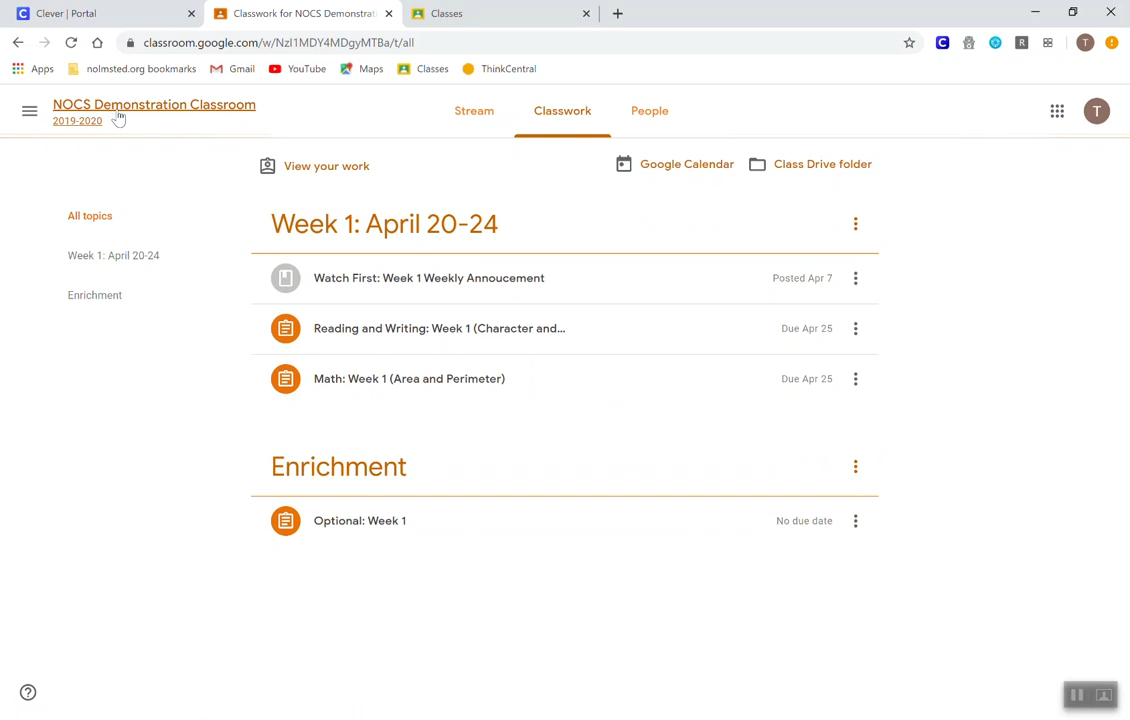 Clever | Portal
Classwork for NOCS Demonstrati
Classes
classroom.google.com/w/NzI1MDY4MDgyMTBa/t/all
Apps
nolmsted.org bookmarks
Gmail
YouTube
Maps
Classes
ThinkCentral
NOCS Demonstration Classroom
2019-2020
Stream
Classwork
People
T
View your work
Google Calendar
Class Drive folder
All topics
Week 1: April 20-24
Enrichment
Week 1: April 20-24
Watch First: Week 1 Weekly Annoucement
Posted Apr 7
Reading and Writing: Week 1 (Character and...
Due Apr 25
Math: Week 1 (Area and Perimeter)
Due Apr 25
Enrichment
Optional: Week 1
No due date